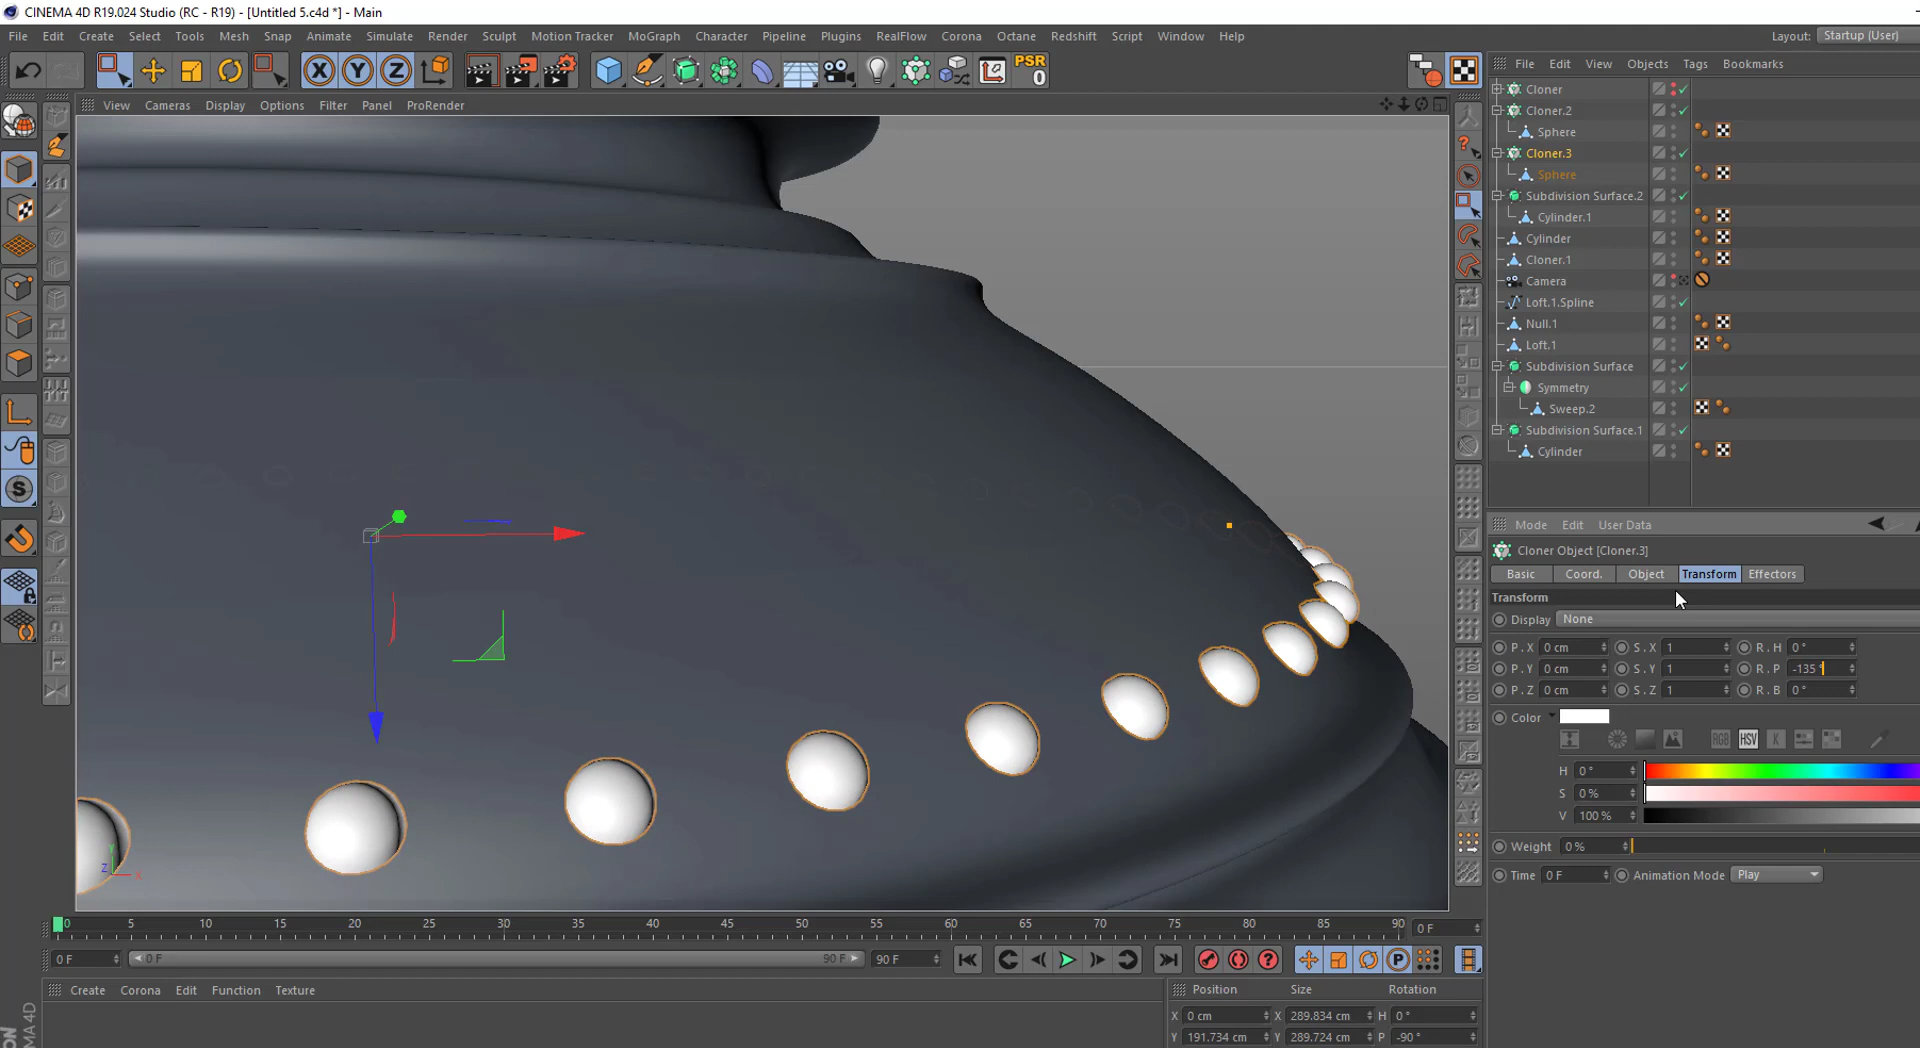 CINEMA 4D R19.024 Studio (RC - R19) - [Untitled 5.c4d *] - Main
File Edit Create Select Tools Mesh Snap Animate Simulate Render Sculpt Motion Tracker MoGraph Character Pipeline Plugins RealFlow Corona Octane Redshift Script Window Help Layout: Startup (User)
X Y Z PSR 0
File Edit View Objects Tags Bookmarks
View Cameras Display Options Filter Panel ProRender
Cloner
Cloner.2
Sphere
Cloner.3
Sphere
Subdivision Surface.2
Cylinder.1
Cylinder
Cloner.1
Camera
Loft.1.Spline
Null.1
Loft.1
Subdivision Surface
Symmetry
Sweep.2
Subdivision Surface.1
Cylinder
Mode Edit User Data
Cloner Object [Cloner.3]
Basic Coord. Object Transform Effectors
Transform
Display None
P . X 0 cm S . X 1 R . H 0 °
P . Y 0 cm S . Y 1 R . P -135 °
P . Z 0 cm S . Z 1 R . B 0 °
Color
RGB HSV K
H 0 °
S 0 %
V 100 %
Weight 0 %
Time 0 F Animation Mode Play
Y Z X
0 5 10 15 20 25 30 35 40 45 50 55 60 65 70 75 80 85 90 0 F
0 F 0 F 90 F 90 F
Create Corona Edit Function Texture
Position Size Rotation
X 0 cm X 289.834 cm H 0 °
Y 191.734 cm Y 289.724 cm P -90 °